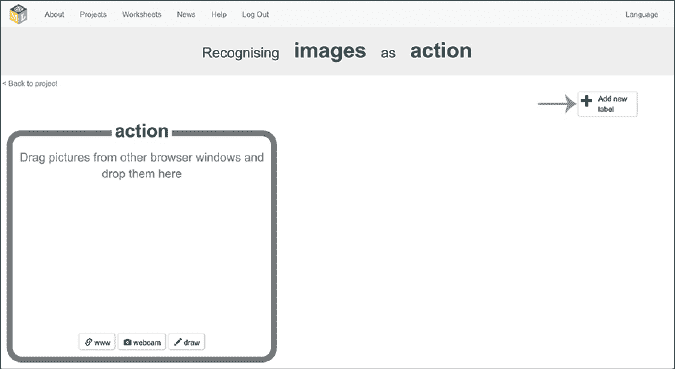 About Projects Worksheets News Help Log Out Language
Recognising images as action
< Back to project
Add new
label
action
Drag pictures from other browser windows and
drop them here
www webcam draw